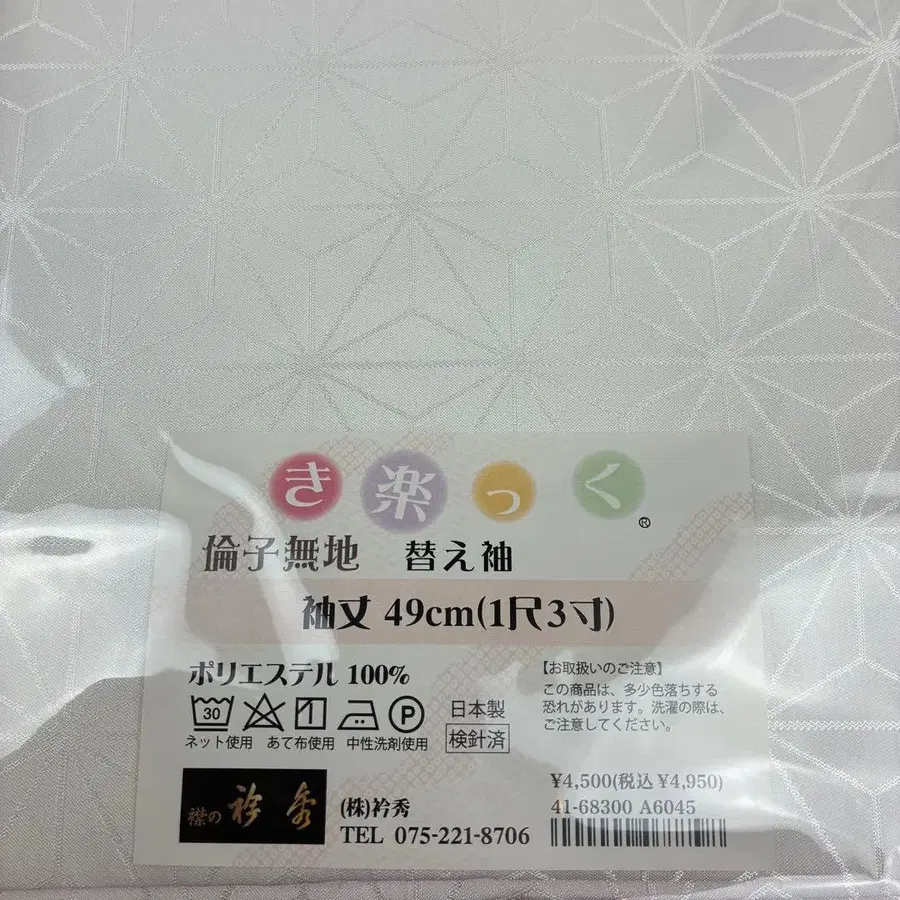 き楽っく®
倫子無地 替え袖
袖丈 49cm(1尺3寸)
ポリエステル 100%
30
P
ネット使用 あて布使用 中性洗剤使用
日本製
検針済
【お取扱いのご注意】
この商品は、多少色落ちする
恐れがあります。洗濯の際は、
ご注意してください。
襟の 衿秀
(株)衿秀
TEL 075-221-8706
¥4,500(税込 ¥4,950)
41-68300 A6045